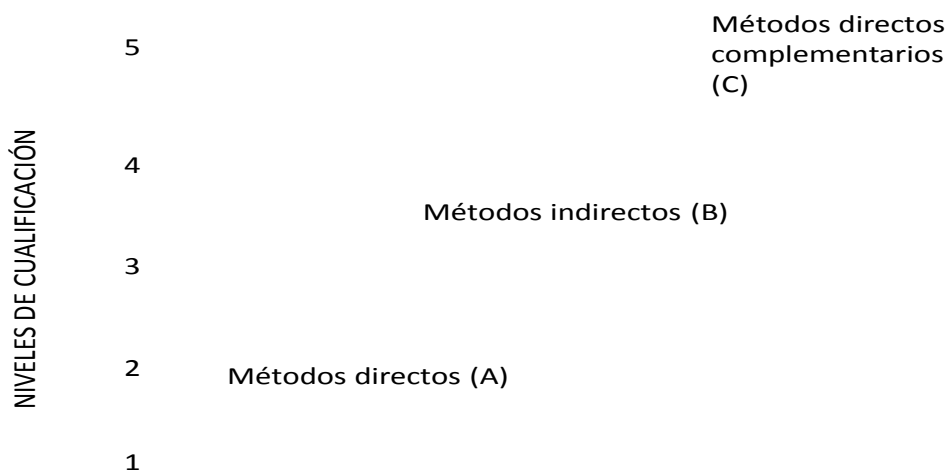 Métodos directos
complementarios
(C)
5
4
Métodos indirectos (B)
3
2
Métodos directos (A)
1
NIVELES DE CUALIFICACIÓN